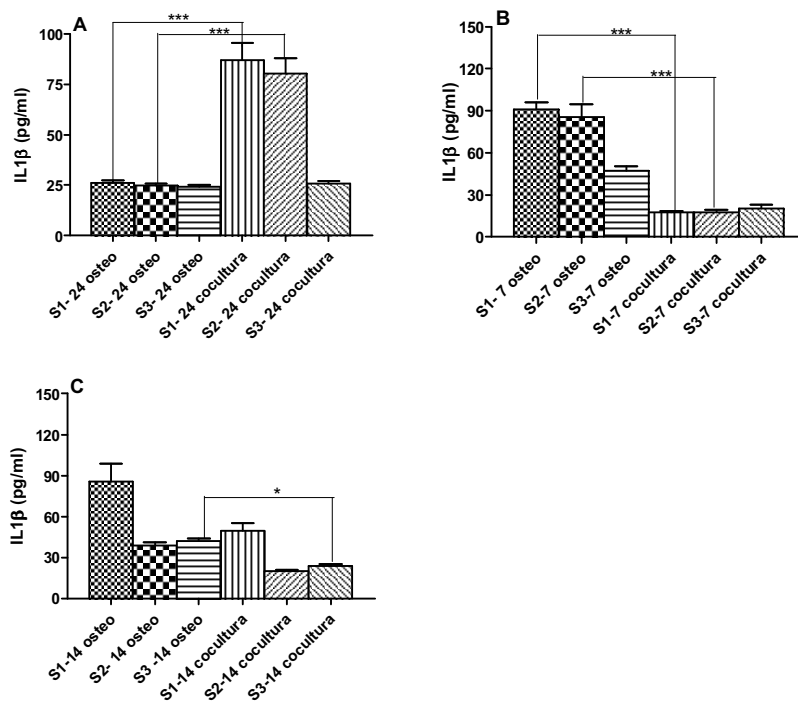 A
***
***
100
75
50
25
0
IL1β (pg/ml)
S1- 24 osteo
S2- 24 osteo
S3- 24 osteo
S1- 24 cocultura
S2- 24 cocultura
S3- 24 cocultura
B
***
***
150
120
90
60
30
0
IL1β (pg/ml)
S1- 7 osteo
S2-7 osteo
S3-7 osteo
S1-7 cocultura
S2-7 cocultura
S3-7 cocultura
C
*
150
120
90
60
30
0
IL1β (pg/ml)
S1-14 osteo
S2- 14 osteo
S3 -14 osteo
S1-14 cocultura
S2-14 cocultura
S3-14 cocultura